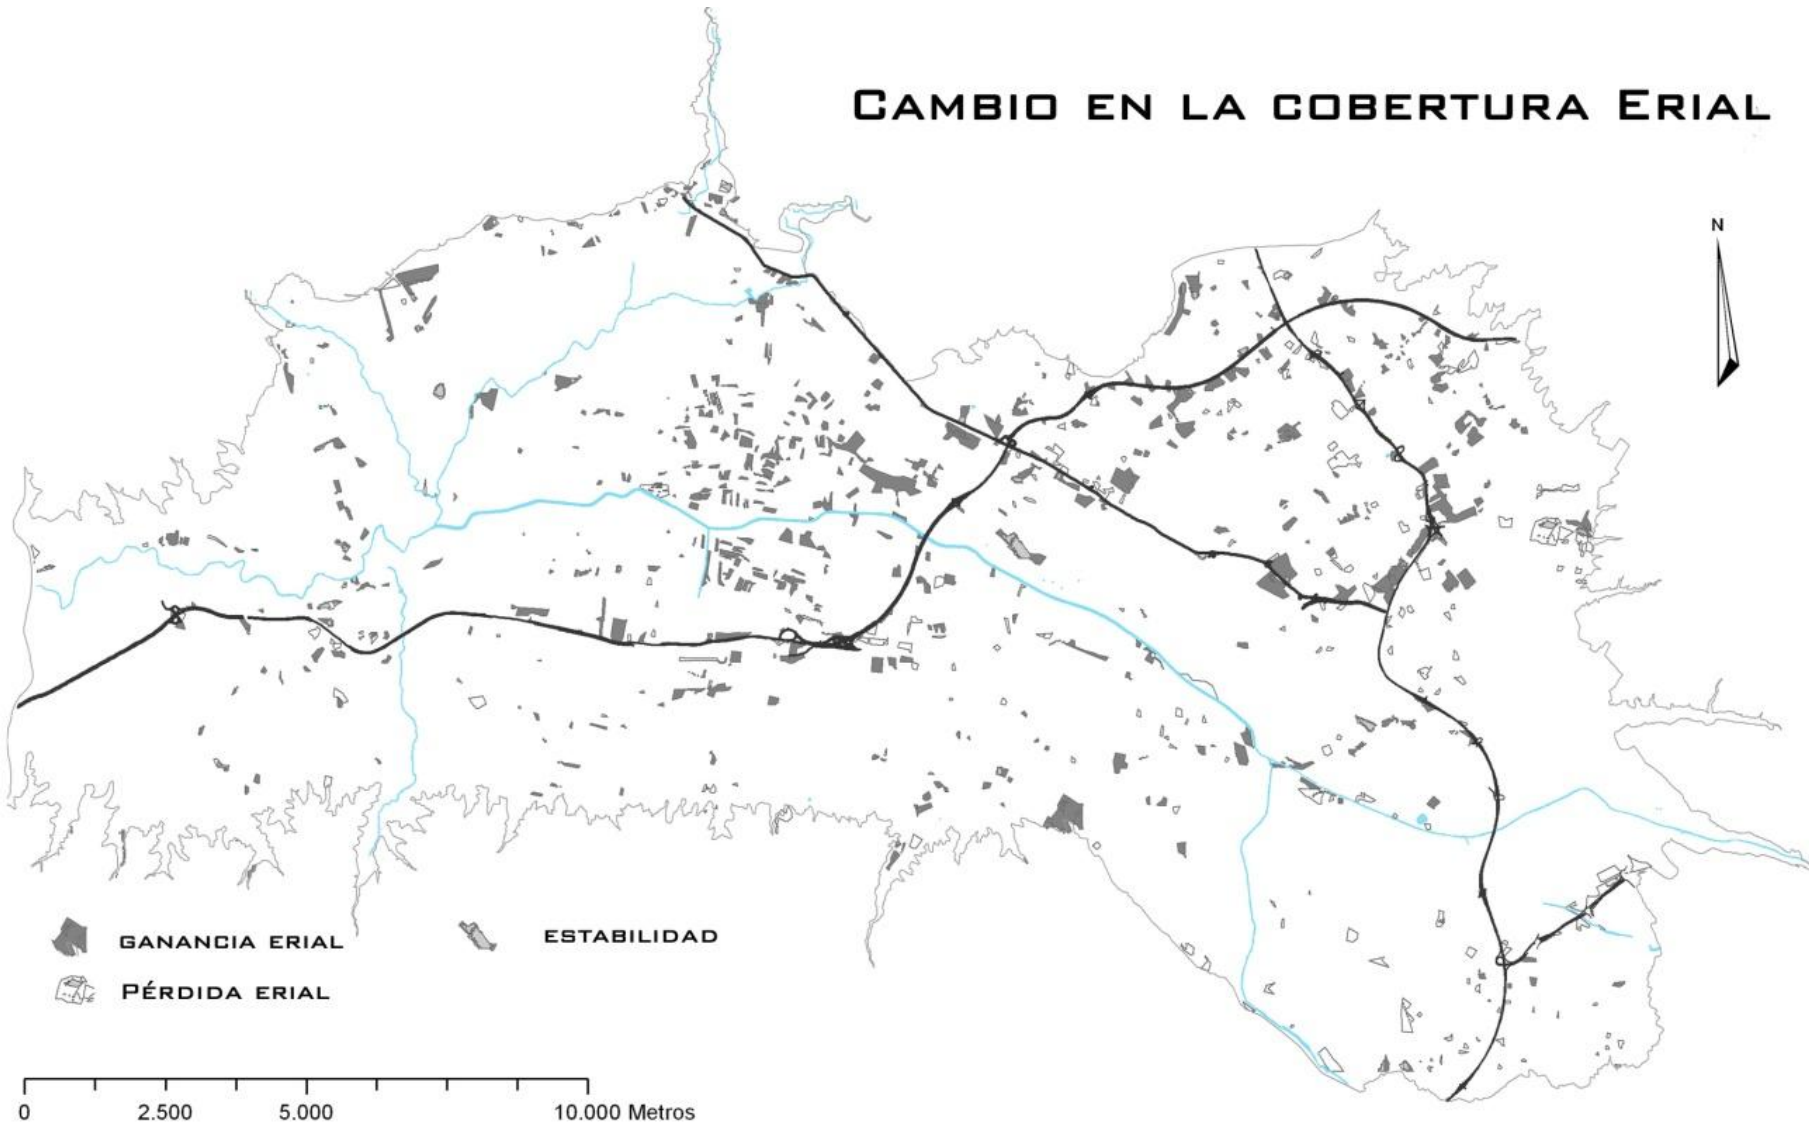 CAMBIO EN LA COBERTURA ERIAL
N
GANANCIA ERIAL
ESTABILIDAD
PÉRDIDA ERIAL
0 2.500 5.000 10.000 Metros